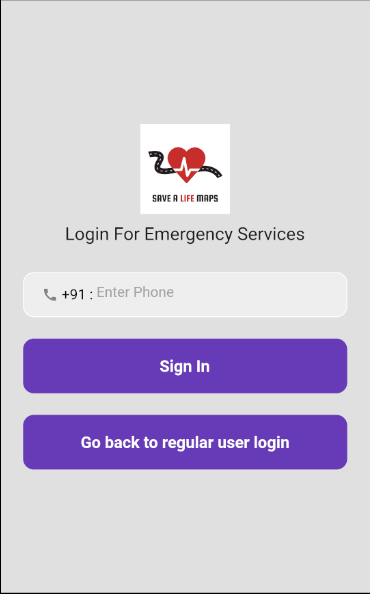 SAVE A LIFE MAPS
Login For Emergency Services
+91 : Enter Phone
Sign In
Go back to regular user login